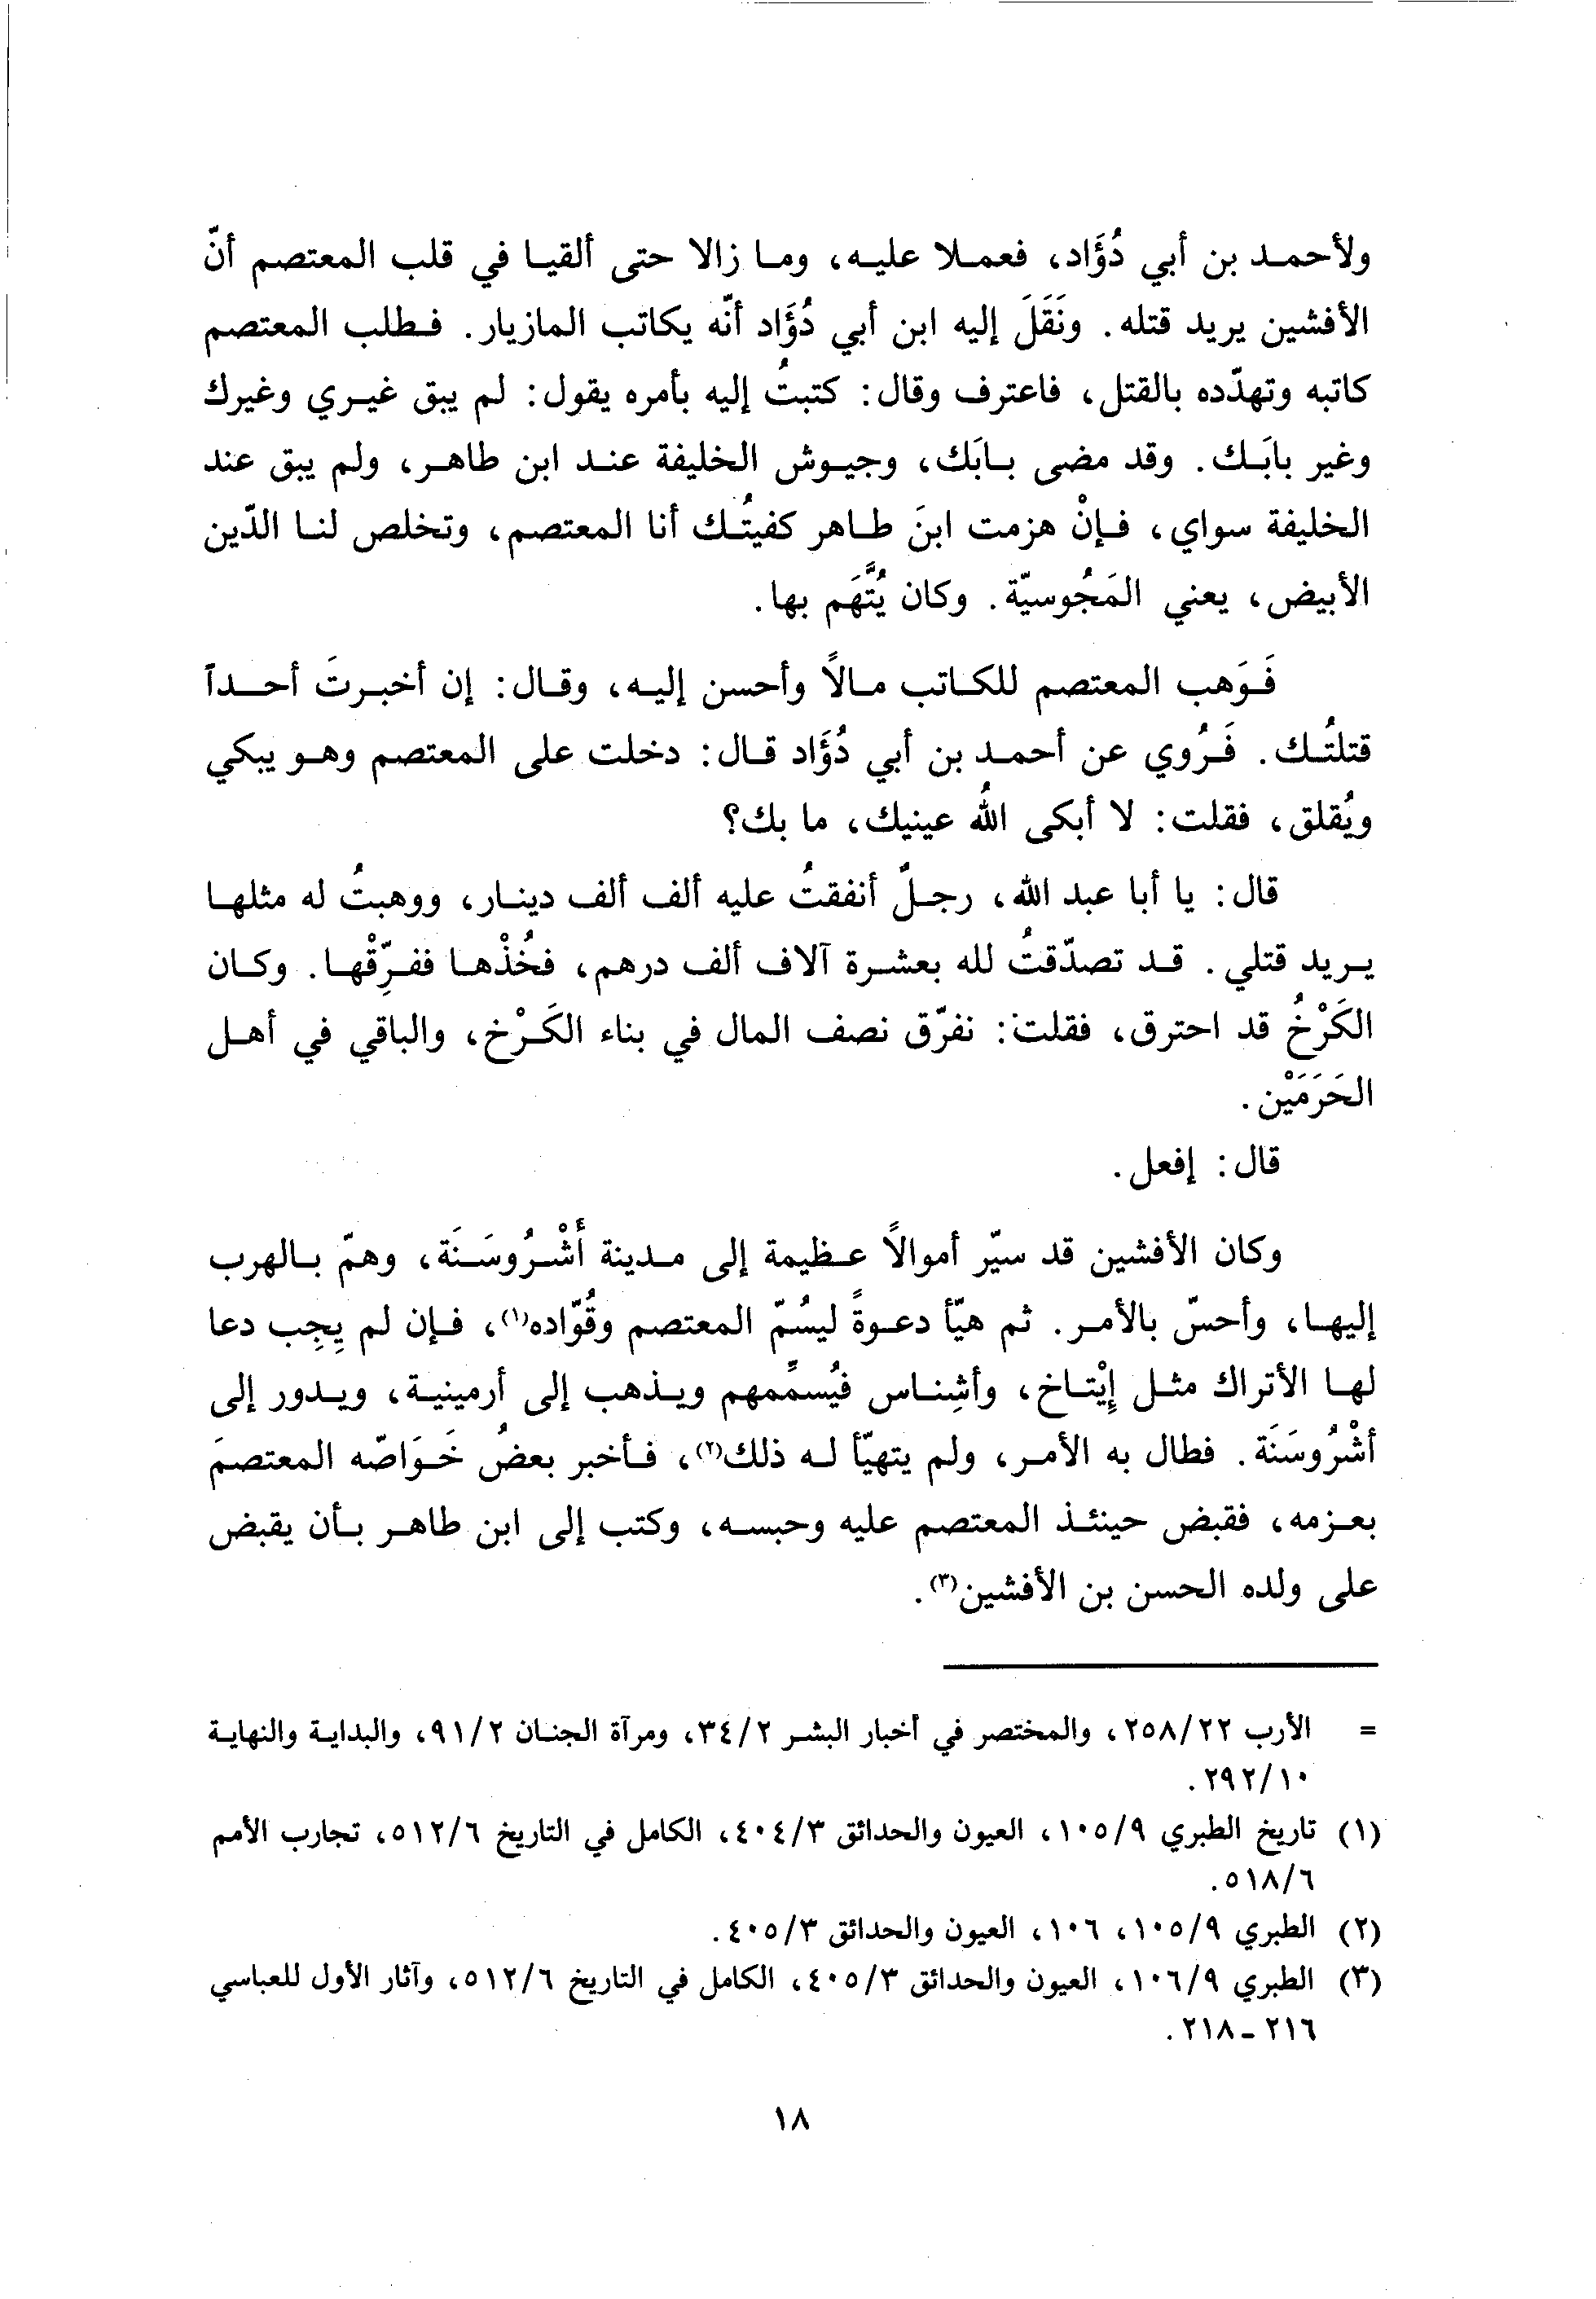 ولأحمد بن أبي دُؤَاد، فعملا عليه، وما زالا حتى ألقيا في قلب المعتصم أنّ
الأفشين يريد قتله. ونَقَلَ إليه ابن أبي دُؤَاد أنّه يكاتب المازيار. فطلب المعتصم
كاتبه وتهدّده بالقتل، فاعترف وقال: كتبتُ إليه بأمره يقول: لم يبق غيري وغيرك
وغير بابَك. وقد مضى بابَك، وجيوش الخليفة عند ابن طاهر، ولم يبق عند
الخليفة سواي، فإنْ هزمت ابنَ طاهر كفيتُك أنا المعتصم، وتخلص لنا الدّين
الأبيض، يعني المَجُوسيّة. وكان يُتَّهَم بها.
فَوَهب المعتصم للكاتب مالاً وأحسن إليه، وقال: إن أخبرتَ أحداً
قتلتُك. فَرُوي عن أحمد بن أبي دُؤَاد قال: دخلت على المعتصم وهو يبكي
ويُقلق، فقلت: لا أبكى اللهُ عينيك، ما بك؟
قال: يا أبا عبد الله، رجلٌ أنفقتُ عليه ألف ألف دينار، ووهبتُ له مثلها
يريد قتلي. قد تصدّقتُ لله بعشرة آلاف ألف درهم، فخُذْها ففرِّقْها. وكان
الكَرْخُ قد احترق، فقلت: نفرّق نصف المال في بناء الكَرْخ، والباقي في أهل
الحَرَمَيْن.
قال: إفعل.
وكان الأفشين قد سيّر أموالاً عظيمة إلى مدينة أُشْرُوسَنَة، وهمّ بالهرب
إليها، وأحسّ بالأمر. ثم هيّأ دعوةً ليسُمّ المعتصم وقُوّاده(١)، فإن لم يِجِب دعا
لها الأتراك مثل إيْتاخ، وأشِناس فيُسمِّمهم ويذهب إلى أرمينية، ويدور إلى
أشْرُوسَنَة. فطال به الأمر، ولم يتهيّأ له ذلك(٢)، فأخبر بعضُ خَوَاصّه المعتصمَ
بعزمه، فقبض حينئذ المعتصم عليه وحبسه، وكتب إلى ابن طاهر بأن يقبض
على ولده الحسن بن الأفشين(٣).
= الأرب ٢٥٨/٢٢، والمختصر في أخبار البشر ٣٤/٢، ومرآة الجنان ٩١/٢، والبداية والنهاية
٢٩٢/١٠.
(١) تاريخ الطبري ١٠٥/٩، العيون والحدائق ٤٠٤/٣، الكامل في التاريخ ٥١٢/٦، تجارب الأمم
٥١٨/٦.
(٢) الطبري ١٠٥/٩، ١٠٦، العيون والحدائق ٤٠٥/٣.
(٣) الطبري ١٠٦/٩، العيون والحدائق ٤٠٥/٣، الكامل في التاريخ ٥١٢/٦، وآثار الأول للعباسي
٢١٦ - ٢١٨.
١٨